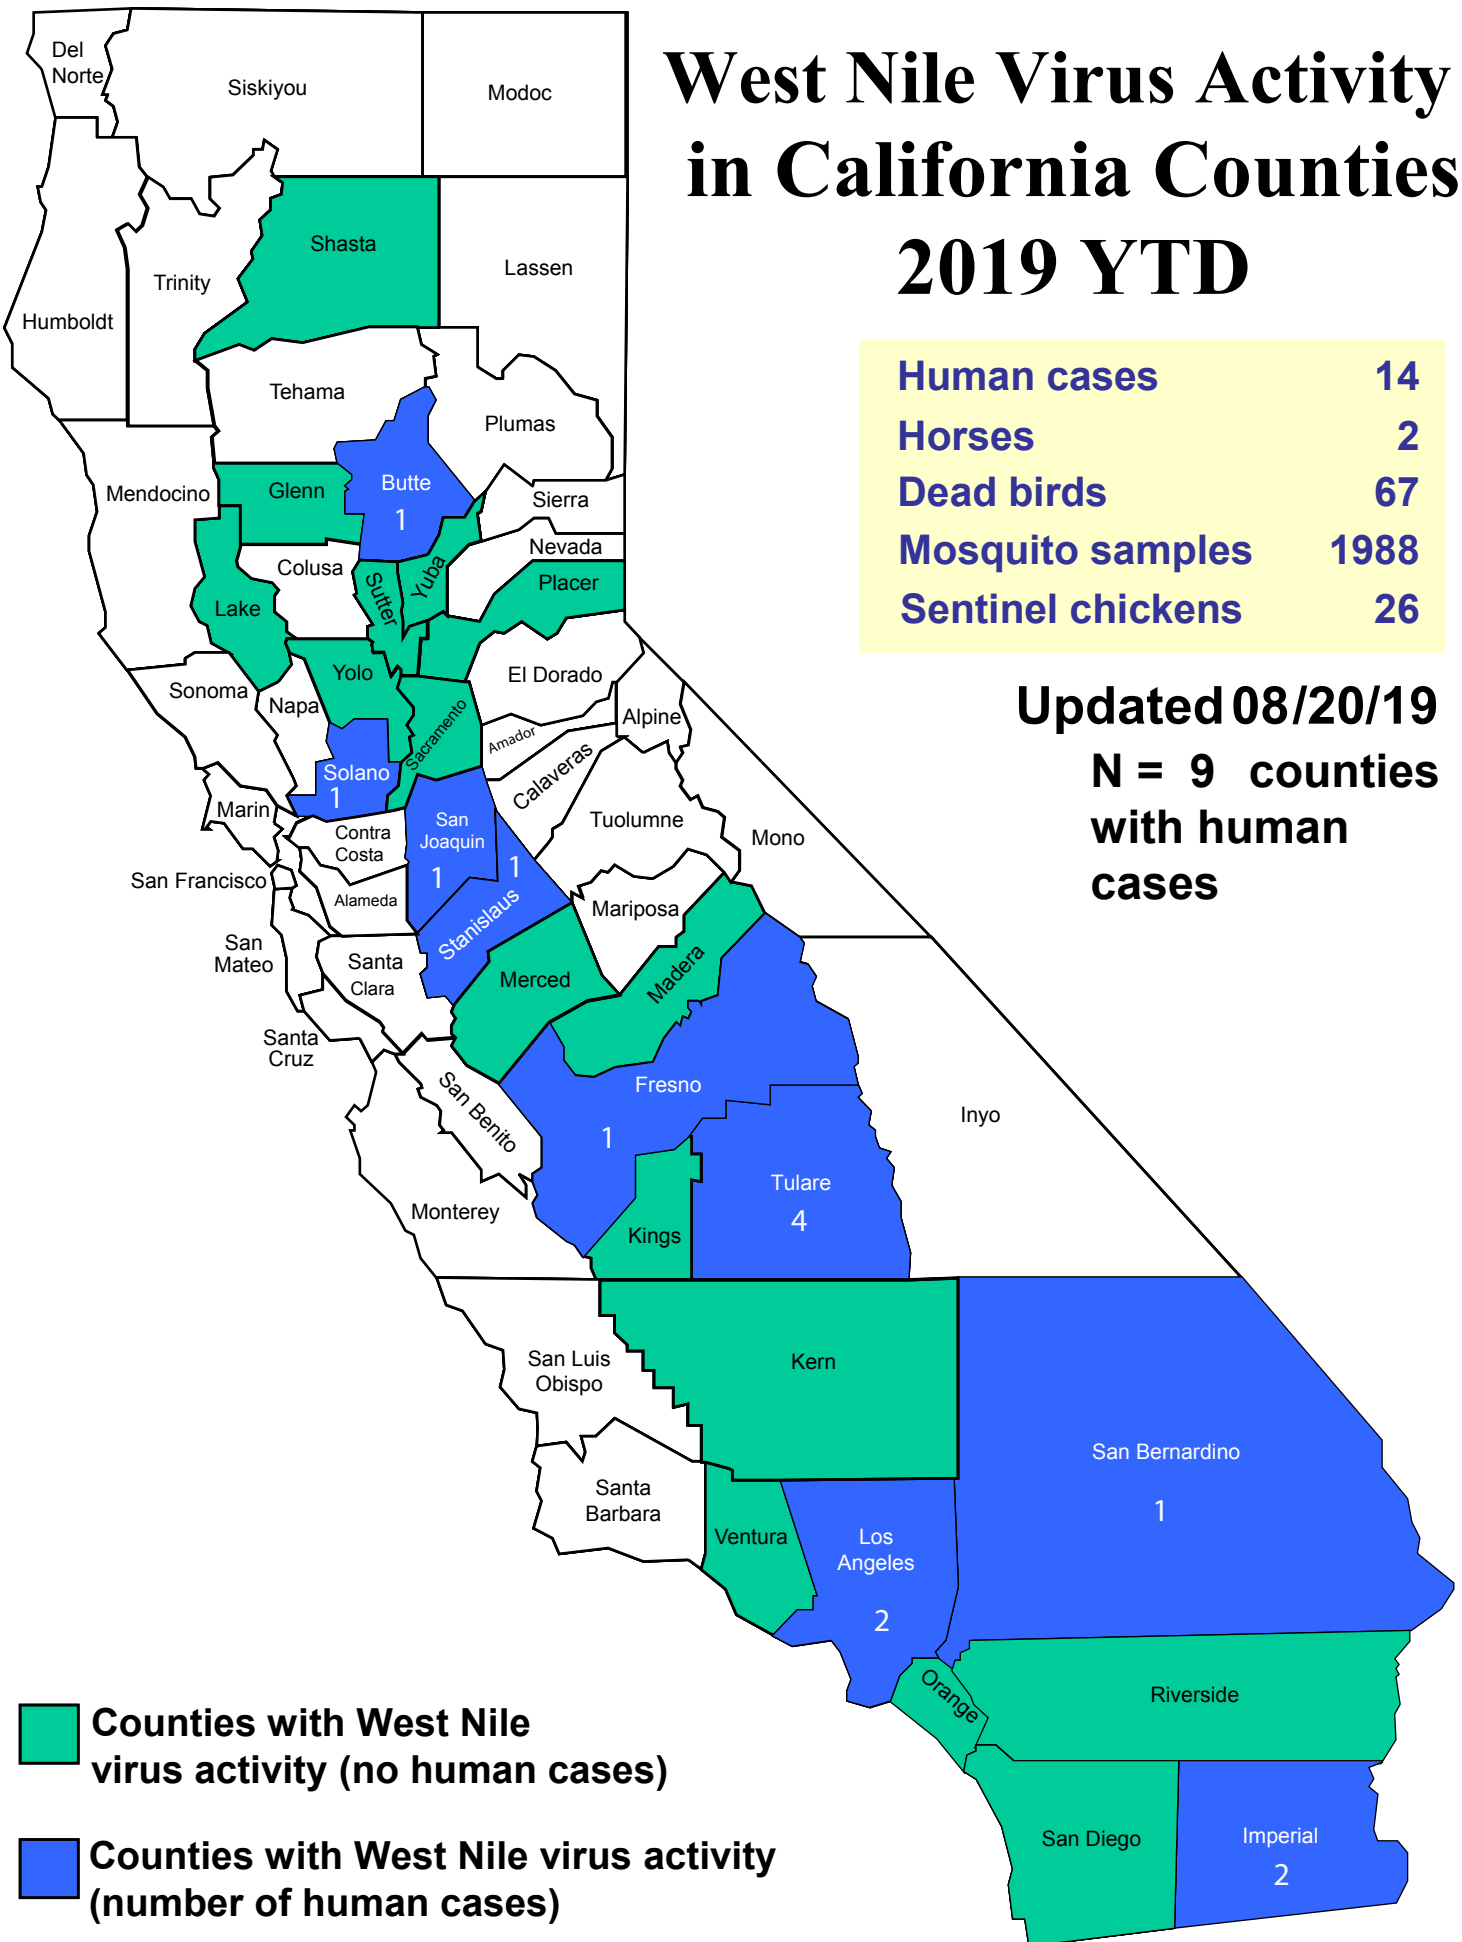 West Nile Virus Activity
in California Counties
2019 YTD
Human cases 14
Horses 2
Dead birds 67
Mosquito samples 1988
Sentinel chickens 26
Updated 08/20/19
N = 9 counties
with human
cases
Del
Norte
Siskiyou
Modoc
Shasta
Lassen
Trinity
Humboldt
Tehama
Plumas
Mendocino
Glenn
Butte
1
Sierra
Nevada
Colusa
Sutter
Yuba
Placer
Lake
Yolo
El Dorado
Sonoma
Napa
Sacramento
Alpine
Amador
Solano
1
Calaveras
Marin
Contra
Costa
San
Joaquin
1
Tuolumne
Mono
San Francisco
Alameda
1
Stanislaus
Mariposa
San
Mateo
Santa
Clara
Merced
Madera
Santa
Cruz
San Benito
Fresno
1
Inyo
Monterey
Kings
Tulare
4
San Luis
Obispo
Kern
San Bernardino
1
Santa
Barbara
Ventura
Los
Angeles
2
Orange
Riverside
San Diego
Imperial
2
Counties with West Nile
virus activity (no human cases)
Counties with West Nile virus activity
(number of human cases)